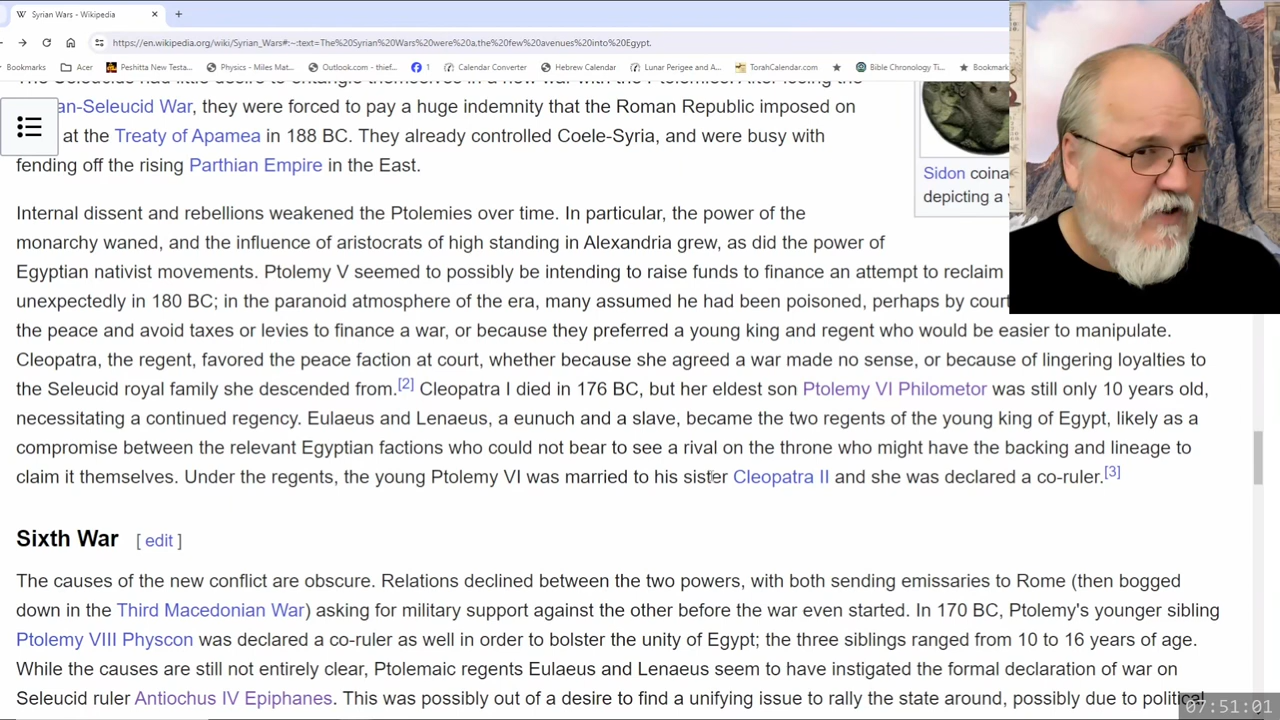 Syrian Wars - Wikipedia
https://en.wikipedia.org/wiki/Syrian_Wars#:~:text=The%20Syrian%20Wars%20were%20a,the%20few%20avenues%20into%20Egypt.
Bookmarks Acer Peshitta New Testa... Physics - Miles Mat... Outlook.com - thief... 1 Calendar Converter Hebrew Calendar Lunar Perigee and A... TorahCalendar.com Bible Chronology Ti... Bookmark
an-Seleucid War, they were forced to pay a huge indemnity that the Roman Republic imposed on
at the Treaty of Apamea in 188 BC. They already controlled Coele-Syria, and were busy with
fending off the rising Parthian Empire in the East.
Sidon coina
depicting a
Internal dissent and rebellions weakened the Ptolemies over time. In particular, the power of the
monarchy waned, and the influence of aristocrats of high standing in Alexandria grew, as did the power of
Egyptian nativist movements. Ptolemy V seemed to possibly be intending to raise funds to finance an attempt to reclaim
unexpectedly in 180 BC; in the paranoid atmosphere of the era, many assumed he had been poisoned, perhaps by court
the peace and avoid taxes or levies to finance a war, or because they preferred a young king and regent who would be easier to manipulate.
Cleopatra, the regent, favored the peace faction at court, whether because she agreed a war made no sense, or because of lingering loyalties to
the Seleucid royal family she descended from.[2] Cleopatra I died in 176 BC, but her eldest son Ptolemy VI Philometor was still only 10 years old,
necessitating a continued regency. Eulaeus and Lenaeus, a eunuch and a slave, became the two regents of the young king of Egypt, likely as a
compromise between the relevant Egyptian factions who could not bear to see a rival on the throne who might have the backing and lineage to
claim it themselves. Under the regents, the young Ptolemy VI was married to his sister Cleopatra II and she was declared a co-ruler.[3]
Sixth War [ edit ]
The causes of the new conflict are obscure. Relations declined between the two powers, with both sending emissaries to Rome (then bogged
down in the Third Macedonian War) asking for military support against the other before the war even started. In 170 BC, Ptolemy's younger sibling
Ptolemy VIII Physcon was declared a co-ruler as well in order to bolster the unity of Egypt; the three siblings ranged from 10 to 16 years of age.
While the causes are still not entirely clear, Ptolemaic regents Eulaeus and Lenaeus seem to have instigated the formal declaration of war on
Seleucid ruler Antiochus IV Epiphanes. This was possibly out of a desire to find a unifying issue to rally the state around, possibly due to political
07:51:01